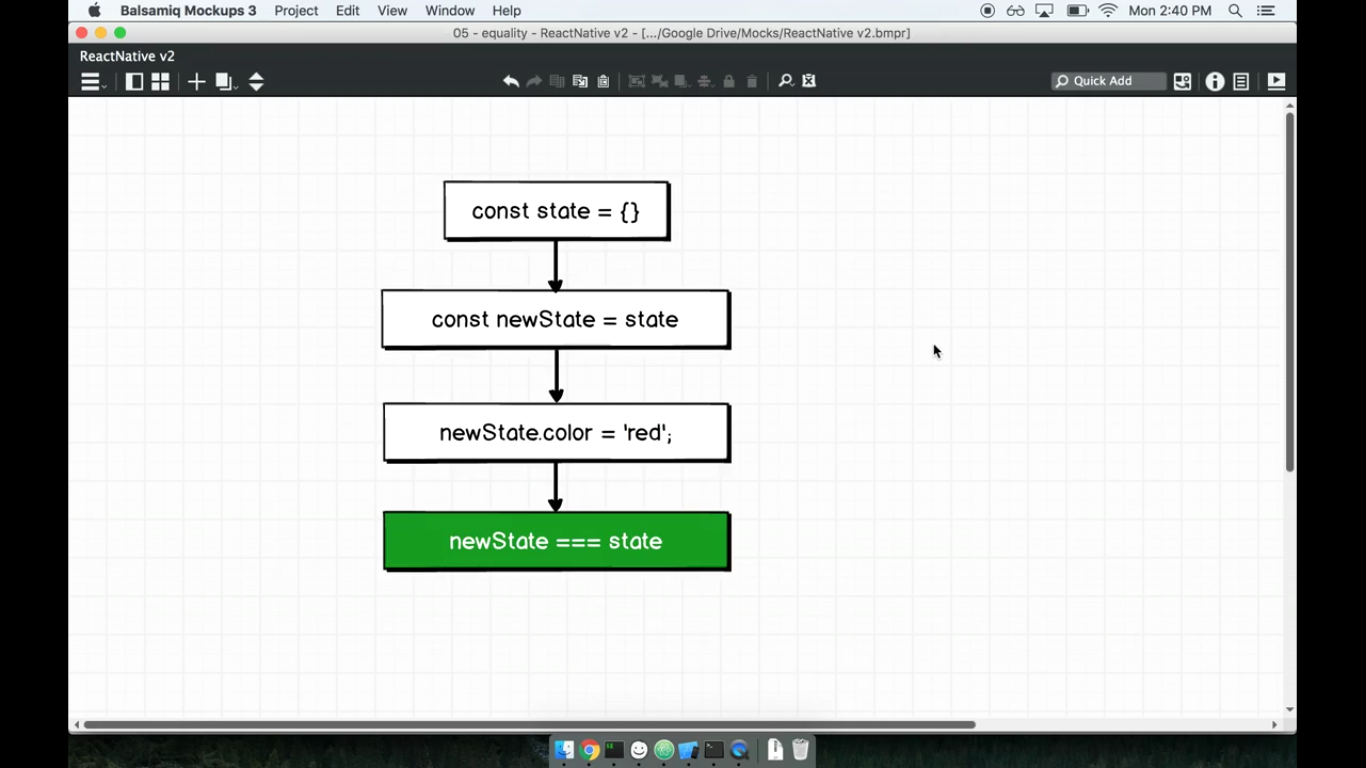 Balsamiq Mockups 3 Project Edit View Window Help Mon 2:40 PM
05 - equality - ReactNative v2 - [.../Google Drive/Mocks/ReactNative v2.bmpr]
ReactNative v2
Quick Add
const state = {}
const newState = state
newState.color = 'red';
newState === state